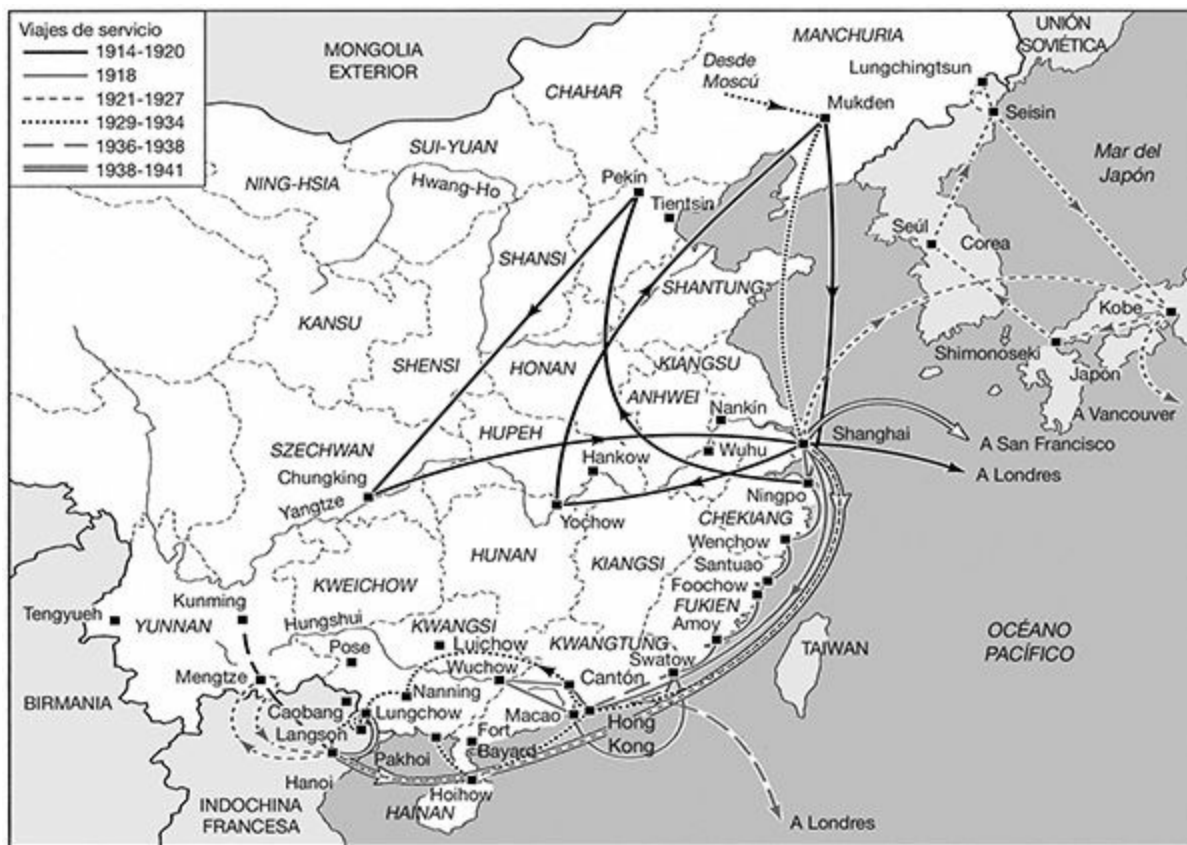 Viajes de servicio
1914-1920
1918
1921-1927
1929-1934
1936-1938
1938-1941
MONGOLIA
EXTERIOR
MANCHURIA
UNIÓN
SOVIÉTICA
Desde
Moscú
Lungchingtsun
CHAHAR
Mukden
Seisin
SUI-YUAN
Hwang-Ho
NING-HSIA
Pekín
Tientsin
Mar del
Japón
SHANSI
Seúl
Corea
SHANTUNG
KANSU
Kobe
SHENSI
HONAN
KIANGSU
Shimonoseki
Japón
ANHWEI
Nankín
A Vancouver
HUPEH
Shanghai
A San Francisco
SZECHWAN
Hankow
Wuhu
A Londres
Chungking
Ningpo
Yangtze
Yochow
CHEKIANG
Wenchow
HUNAN
KIANGSI
Santuao
KWEICHOW
Foochow
Tengyueh
Kunming
FUKIEN
YUNNAN
Hungshui
KWANGSI
Amoy
Luichow
KWANGTUNG
TAIWAN
OCÉANO
PACÍFICO
Pose
Wuchow
Swatow
Mengtze
Cantón
BIRMANIA
Nanning
Caobang
Lungchow
Macao
Hong
Kong
Langson
Fort
Bayard
Pakhoi
Hanoi
Hoihow
INDOCHINA
FRANCESA
HAINAN
A Londres